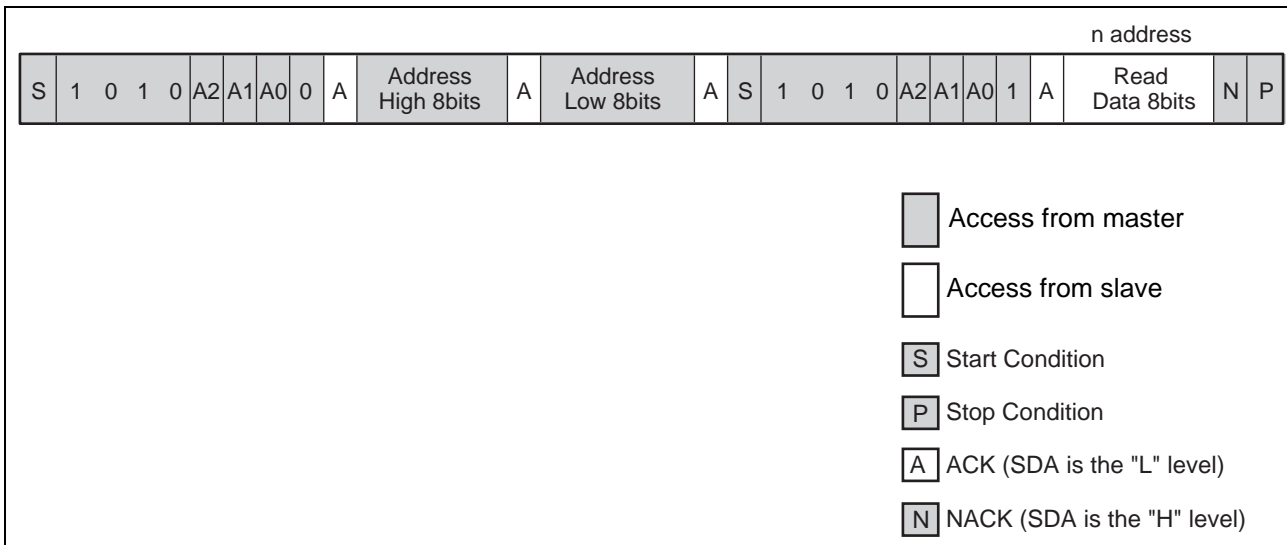 n address
S 1 0 1 0 A2 A1 A0 0 A Address High 8bits A Address Low 8bits A S 1 0 1 0 A2 A1 A0 1 A Read Data 8bits N P
Access from master
Access from slave
S Start Condition
P Stop Condition
A ACK (SDA is the "L" level)
N NACK (SDA is the "H" level)